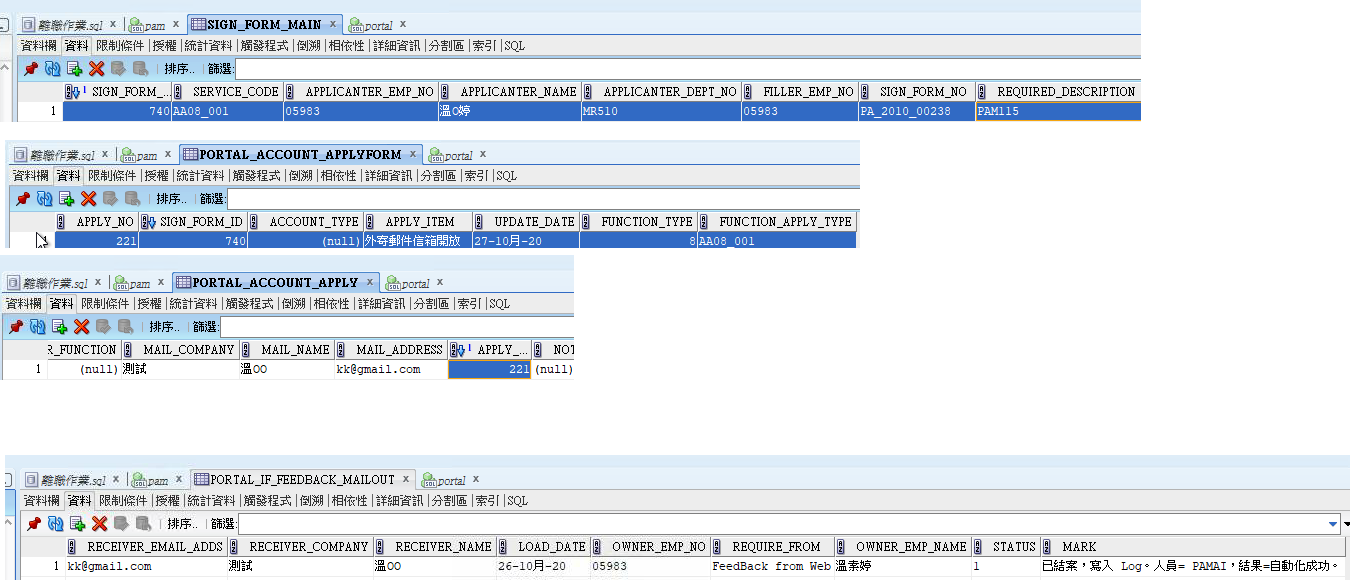 離職作業.sql × pam × SIGN_FORM_MAIN × portal ×
資料欄 資料 限制條件 |授權 |統計資料 |觸發程式 |倒溯 |相依性 |詳細資訊 |分割區 |索引 |SQL
排序.. 篩選:
SIGN_FORM_... SERVICE_CODE APPLICANTER_EMP_NO APPLICANTER_NAME APPLICANTER_DEPT_NO FILLER_EMP_NO SIGN_FORM_NO REQUIRED_DESCRIPTION
1 740 AA08_001 05983 溫O婷 MR510 05983 PA_2010_00238 PAM115
離職作業.sql × pam × PORTAL_ACCOUNT_APPLYFORM × portal ×
資料欄 資料 限制條件 |授權 |統計資料 |觸發程式 |倒溯 |相依性 |詳細資訊 |分割區 |索引 |SQL
排序.. 篩選:
APPLY_NO SIGN_FORM_ID ACCOUNT_TYPE APPLY_ITEM UPDATE_DATE FUNCTION_TYPE FUNCTION_APPLY_TYPE
221 740 (null) 外寄郵件信箱開放 27-10月-20 8 AA08_001
離職作業.sql × pam × PORTAL_ACCOUNT_APPLY × portal ×
資料欄 資料 限制條件 |授權 |統計資料 |觸發程式 |倒溯 |相依性 |詳細資訊 |分割區 |索引 |SQL
排序.. 篩選:
R_FUNCTION MAIL_COMPANY MAIL_NAME MAIL_ADDRESS APPLY_... NOT
1 (null) 測試 溫OO kk@gmail.com 221 (null)
離職作業.sql × pam × PORTAL_IF_FEEDBACK_MAILOUT × portal ×
資料欄 資料 限制條件 |授權 |統計資料 |觸發程式 |倒溯 |相依性 |詳細資訊 |分割區 |索引 |SQL
排序.. 篩選:
RECEIVER_EMAIL_ADDS RECEIVER_COMPANY RECEIVER_NAME LOAD_DATE OWNER_EMP_NO REQUIRE_FROM OWNER_EMP_NAME STATUS MARK
1 kk@gmail.com 測試 溫OO 26-10月-20 05983 FeedBack from Web 溫素婷 1 已結案，寫入 Log。人員= PAMAI，結果=自動化成功。